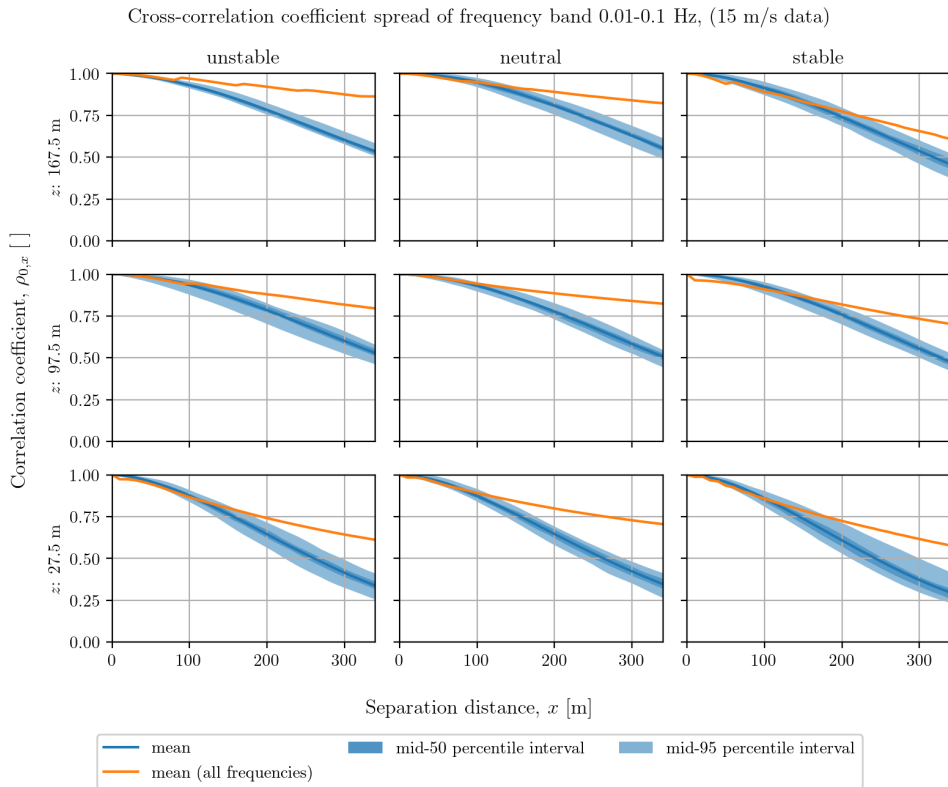 Cross-correlation coefficient spread of frequency band 0.01-0.1 Hz, (15 m/s data)
unstable neutral stable
Correlation coefficient, ρ0,x [ ]
z: 167.5 m
1.00
0.75
0.50
0.25
0.00
z: 97.5 m
1.00
0.75
0.50
0.25
0.00
z: 27.5 m
1.00
0.75
0.50
0.25
0.00
0 100 200 300 0 100 200 300 0 100 200 300
Separation distance, x [m]
mean mid-50 percentile interval mid-95 percentile interval
mean (all frequencies)